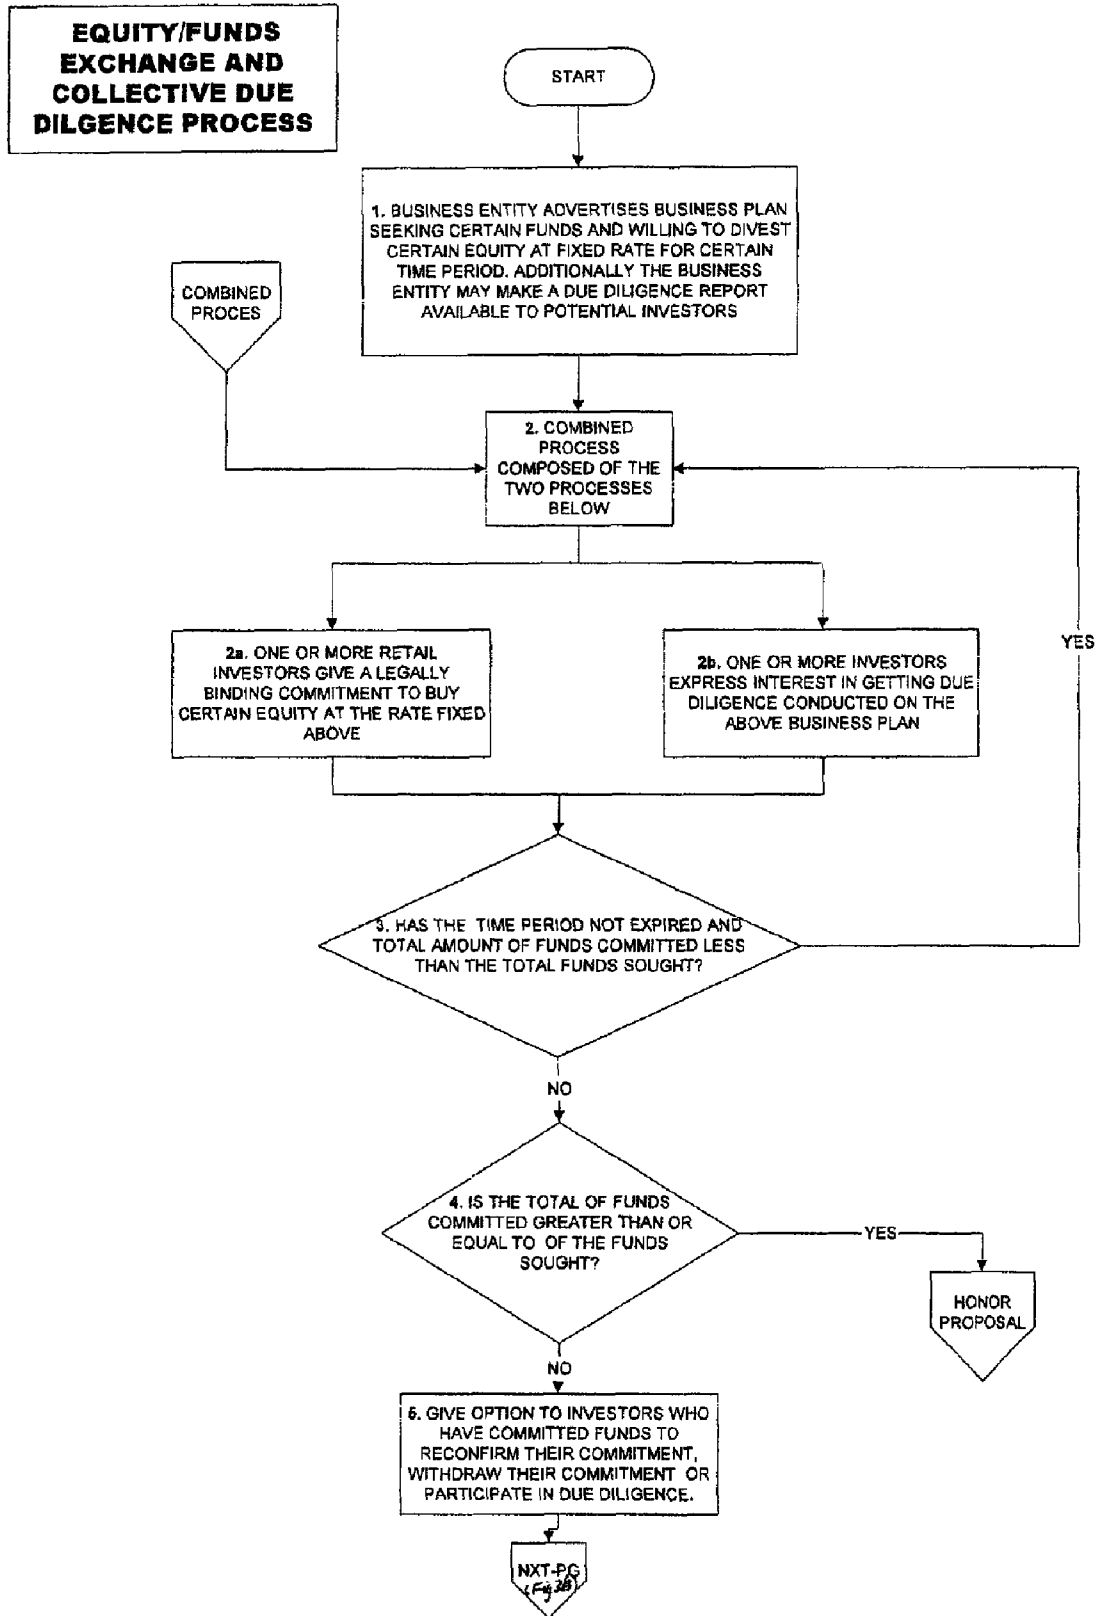 EQUITY/FUNDS
EXCHANGE AND
COLLECTIVE DUE
DILGENCE PROCESS
START
1. BUSINESS ENTITY ADVERTISES BUSINESS PLAN
SEEKING CERTAIN FUNDS AND WILLING TO DIVEST
CERTAIN EQUITY AT FIXED RATE FOR CERTAIN
TIME PERIOD. ADDITIONALLY THE BUSINESS
ENTITY MAY MAKE A DUE DILIGENCE REPORT
AVAILABLE TO POTENTIAL INVESTORS
COMBINED
PROCES
2. COMBINED
PROCESS
COMPOSED OF THE
TWO PROCESSES
BELOW
2a. ONE OR MORE RETAIL
INVESTORS GIVE A LEGALLY
BINDING COMMITMENT TO BUY
CERTAIN EQUITY AT THE RATE FIXED
ABOVE
2b. ONE OR MORE INVESTORS
EXPRESS INTEREST IN GETTING DUE
DILIGENCE CONDUCTED ON THE
ABOVE BUSINESS PLAN
YES
3. HAS THE TIME PERIOD NOT EXPIRED AND
TOTAL AMOUNT OF FUNDS COMMITTED LESS
THAN THE TOTAL FUNDS SOUGHT?
NO
4. IS THE TOTAL OF FUNDS
COMMITTED GREATER THAN OR
EQUAL TO OF THE FUNDS
SOUGHT?
YES
HONOR
PROPOSAL
NO
5. GIVE OPTION TO INVESTORS WHO
HAVE COMMITTED FUNDS TO
RECONFIRM THEIR COMMITMENT,
WITHDRAW THEIR COMMITMENT OR
PARTICIPATE IN DUE DILIGENCE.
NXT-PG
(Fig 3B)